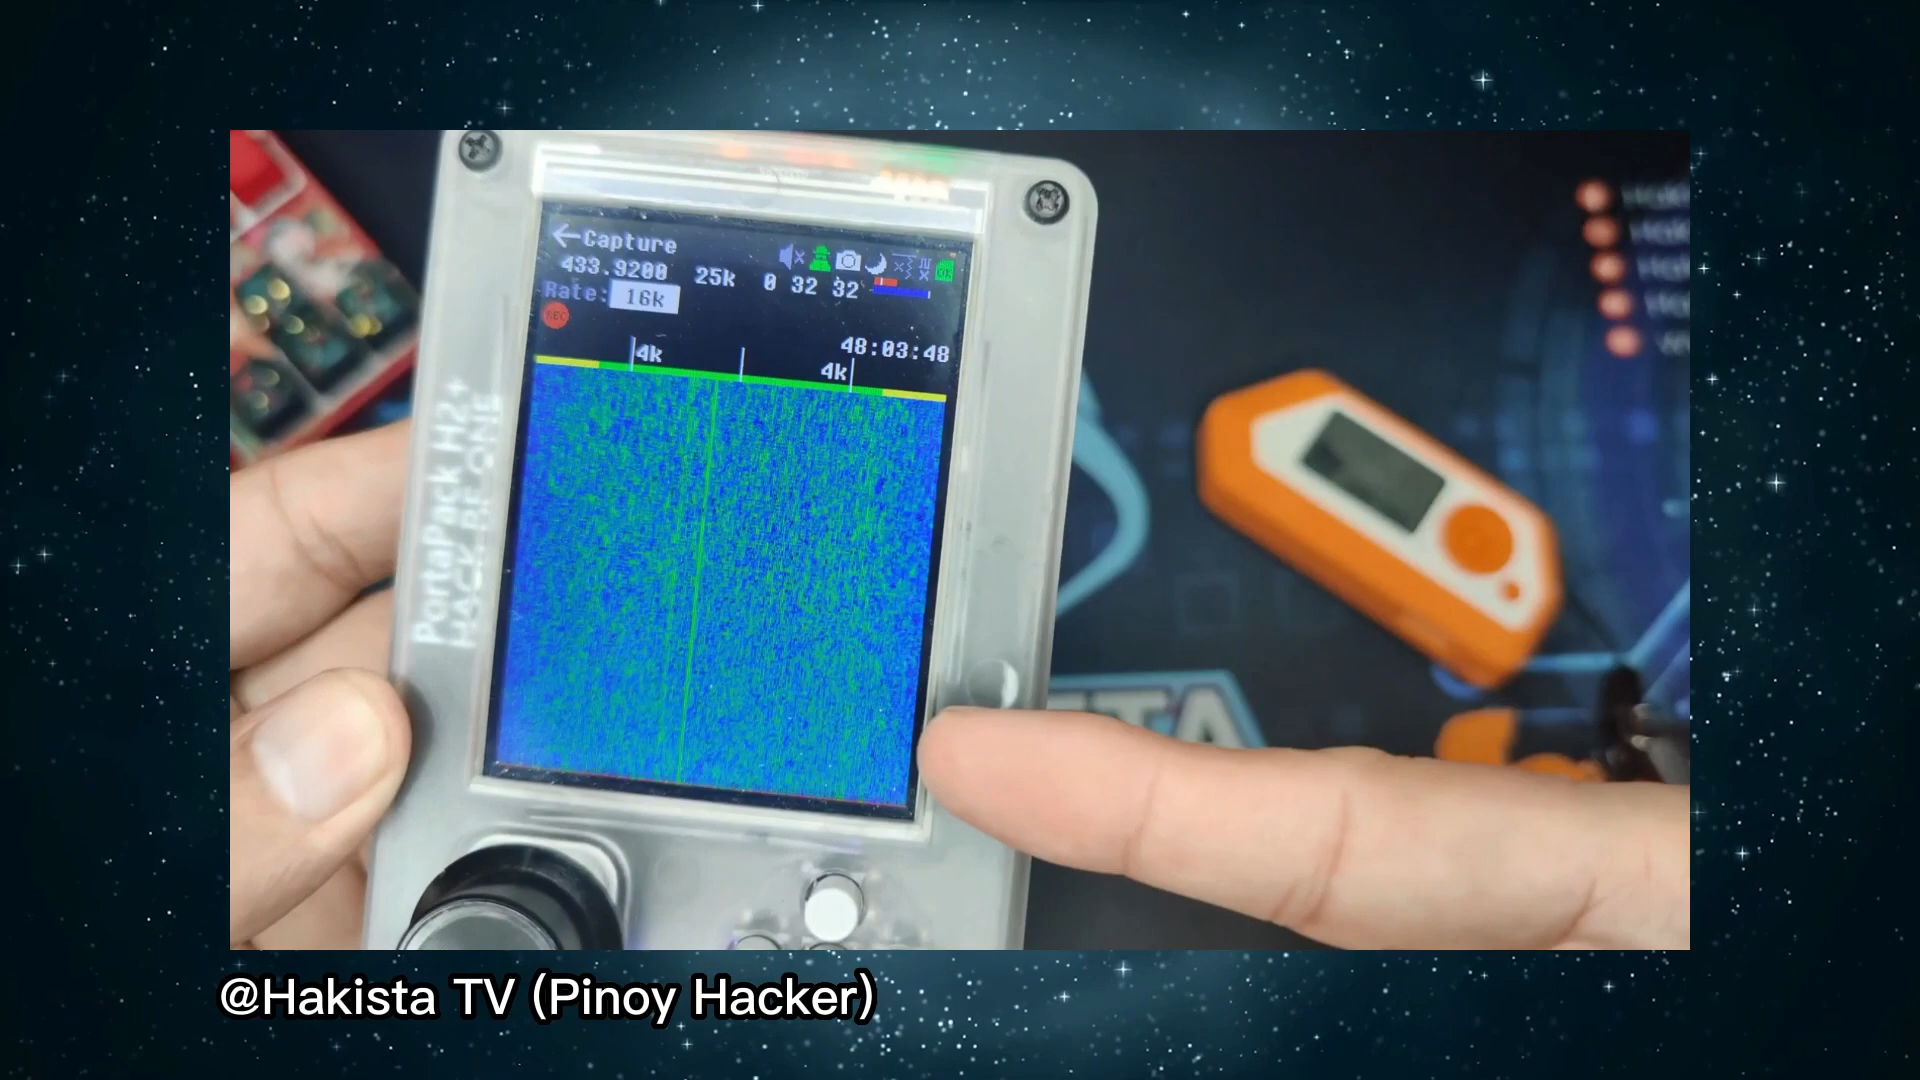 ←Capture
433.9200 25k 0 32 32
Rate: 16k
REC
48:03:48
4k 4k
PortaPack H2+
HACK RF ONE
@Hakista TV (Pinoy Hacker)